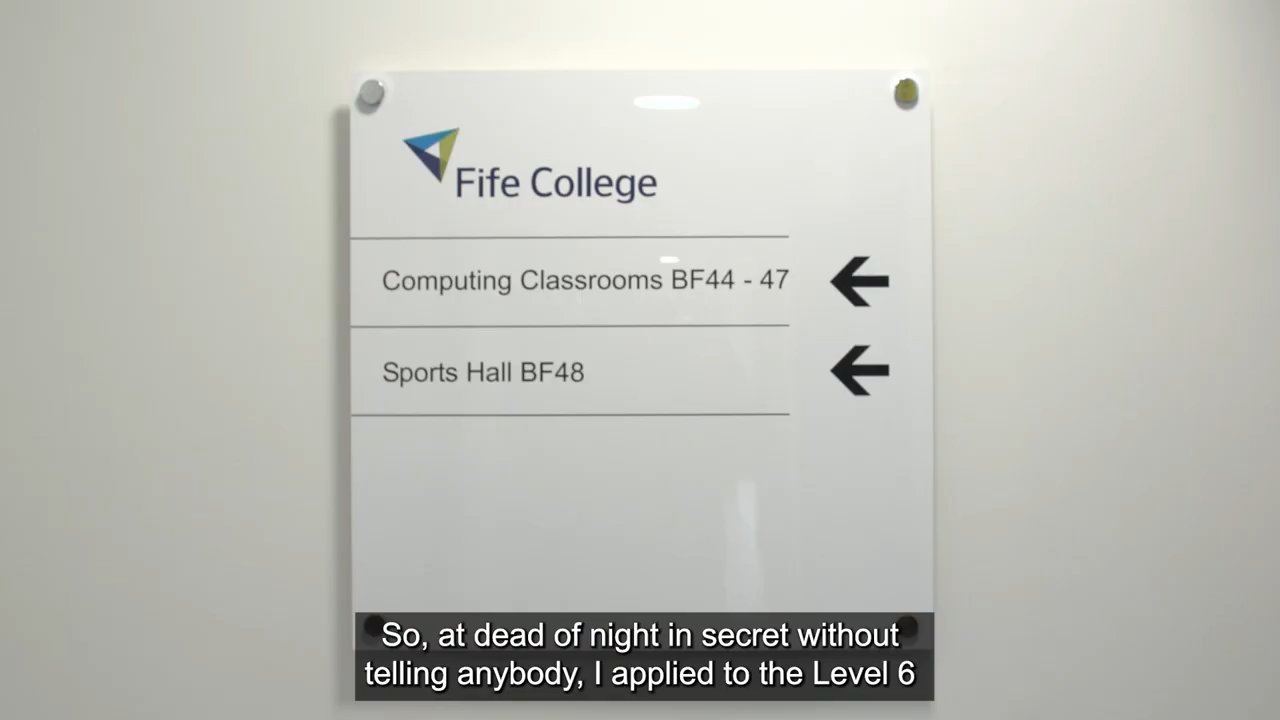 Fife College
Computing Classrooms BF44 - 47
Sports Hall BF48
So, at dead of night in secret without
telling anybody, I applied to the Level 6